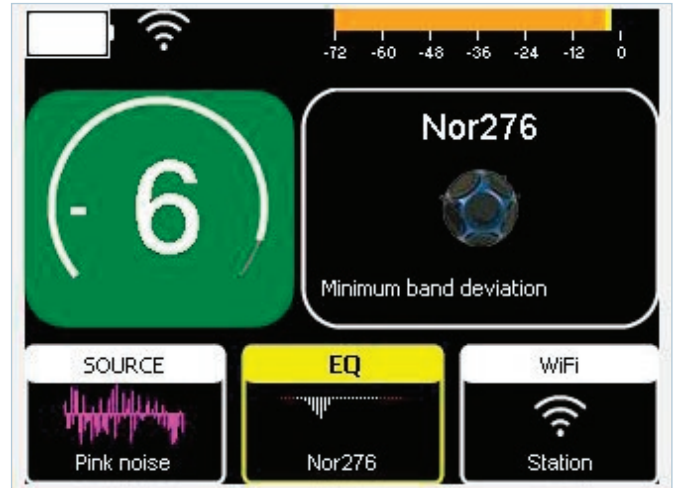 -72 -60 -48 -36 -24 -12 0
- 6
Nor276
Minimum band deviation
SOURCE
Pink noise
EQ
Nor276
WiFi
Station